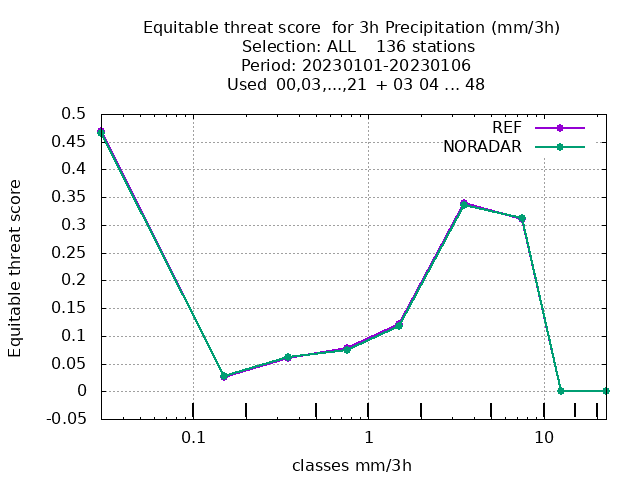 Equitable threat score  for 3h Precipitation (mm/3h)
Selection: ALL    136 stations
Period: 20230101-20230106
Used  00,03,...,21  + 03 04 ... 48
REF
NORADAR
Equitable threat score
0.5
0.45
0.4
0.35
0.3
0.25
0.2
0.15
0.1
0.05
0
-0.05
0.1
1
10
classes mm/3h